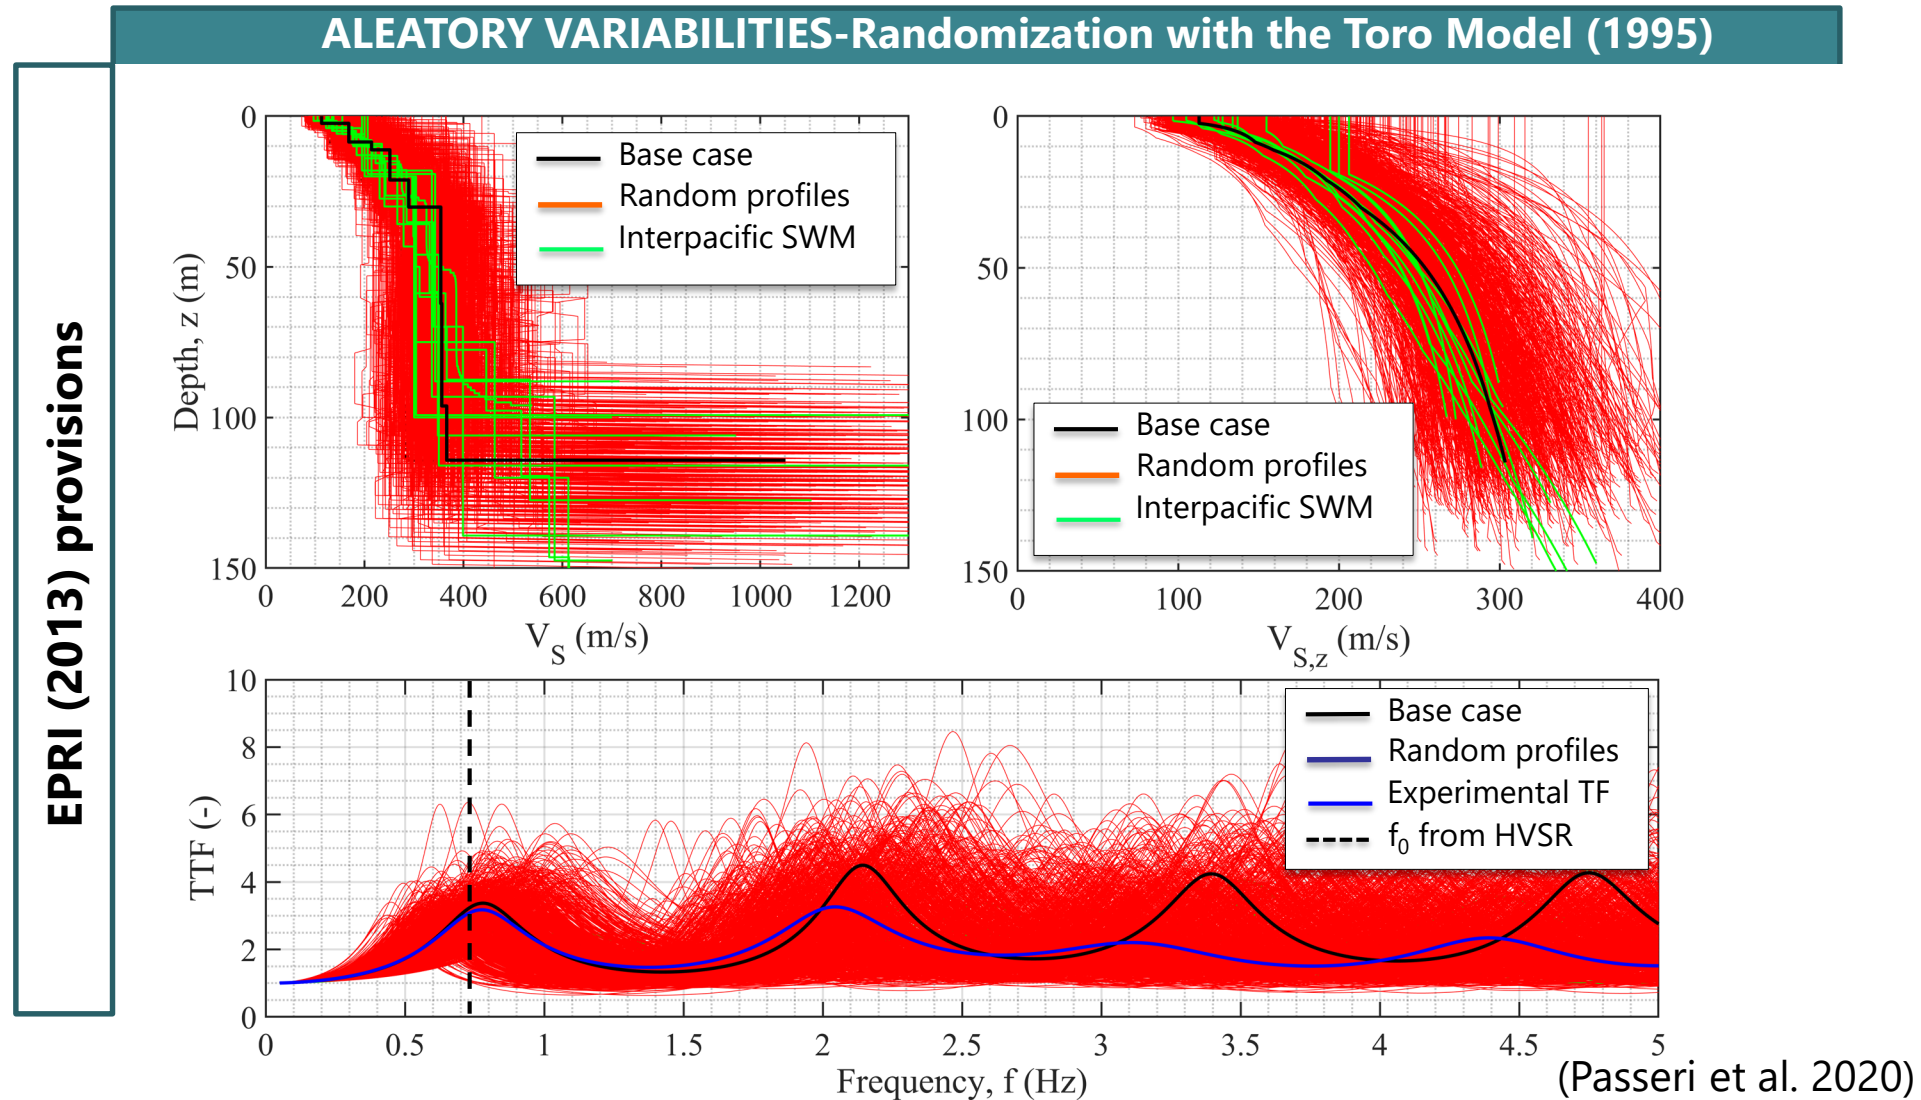 ALEATORY VARIABILITIES-Randomization with the Toro Model (1995)
EPRI (2013) provisions
0
50
100
150
Depth, z (m)
0
200
400
600
800
1000
1200
V_S (m/s)
Base case
Random profiles
Interpacific SWM
0
50
100
150
0
100
200
300
400
V_S,z (m/s)
Base case
Random profiles
Interpacific SWM
10
8
6
4
2
0
TTF (-)
0
0.5
1
1.5
2
2.5
3
3.5
4
4.5
5
Frequency, f (Hz)
Base case
Random profiles
Experimental TF
f_0 from HVSR
(Passeri et al. 2020)